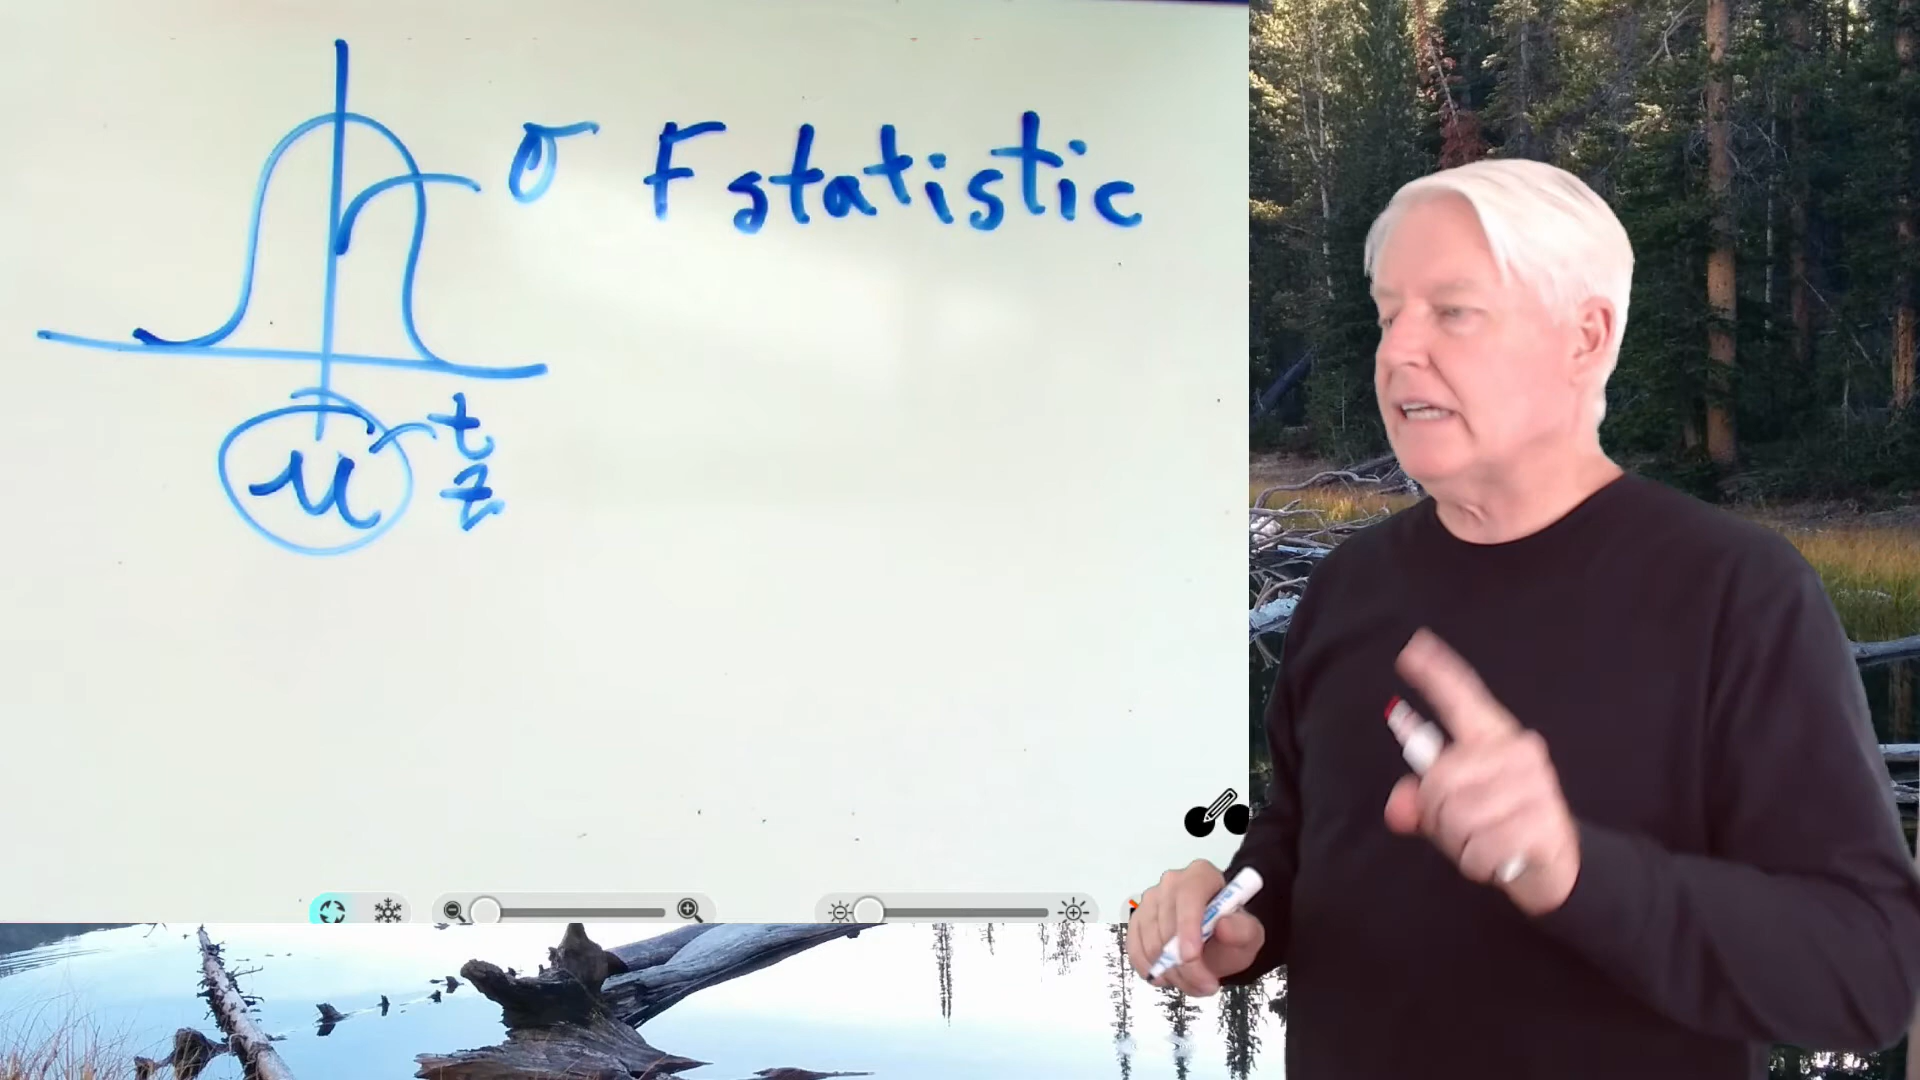 σ F statistic
t
μ
z